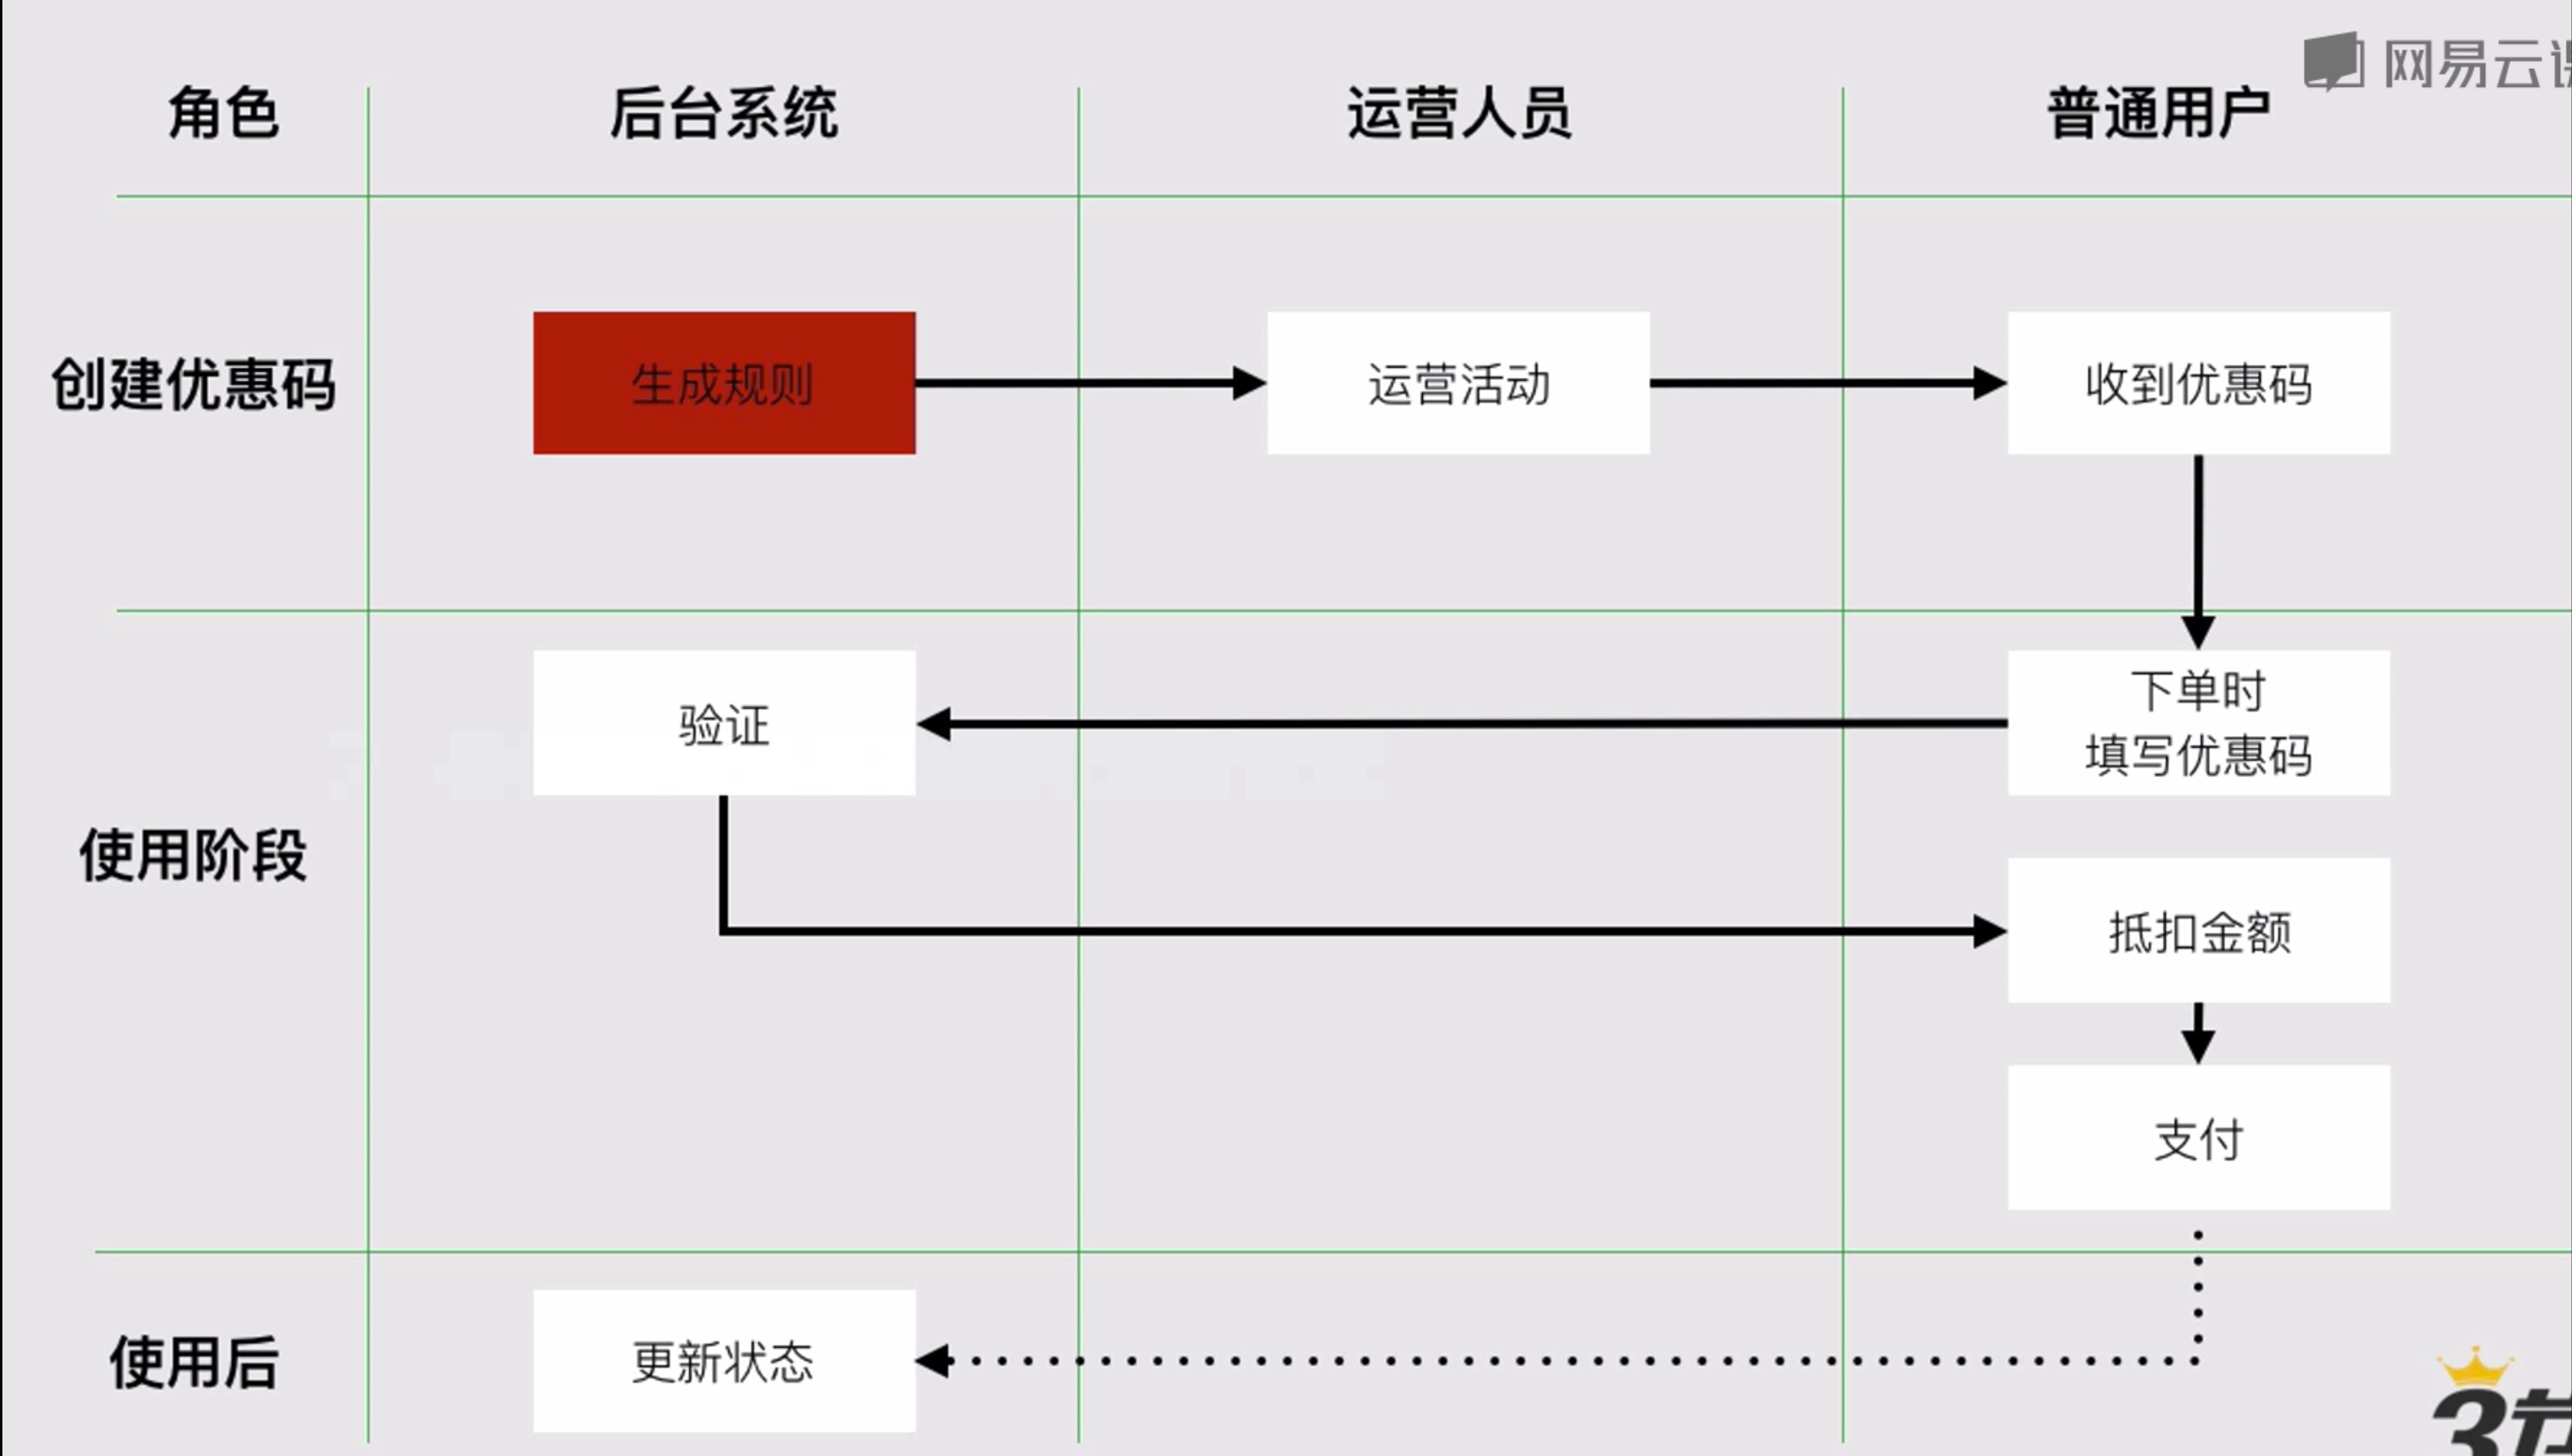 网易云
角色
后台系统
运营人员
普通用户
创建优惠码
生成规则
运营活动
收到优惠码
使用阶段
验证
下单时
填写优惠码
抵扣金额
支付
使用后
更新状态
3